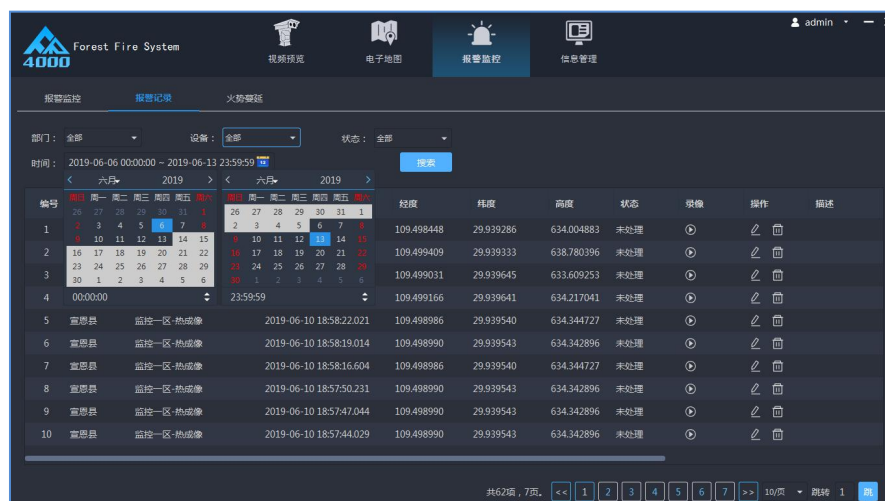 admin
Forest Fire System
4000
视频预览 电子地图 报警监控 信息管理
报警监控 报警记录 火势蔓延
部门： 全部 设备： 全部 状态： 全部
时间： 2019-06-06 00:00:00 ~ 2019-06-13 23:59:59 搜索
< 六月 2019 > < 六月 2019 >
编号 周日 周一 周二 周三 周四 周五 周六 周日 周一 周二 周三 周四 周五 周六 经度 纬度 高度 状态 录像 操作 描述
26 27 28 29 30 31 1 26 27 28 29 30 31 1
2 3 4 5 6 7 8 2 3 4 5 6 7 8
1 109.498448 29.939286 634.004883 未处理
9 10 11 12 13 14 15 9 10 11 12 13 14 15
2 16 17 18 19 20 21 22 16 17 18 19 20 21 22 109.499409 29.939333 638.780396 未处理
3 23 24 25 26 27 28 29 23 24 25 26 27 28 29 109.499031 29.939645 633.609253 未处理
30 1 2 3 4 5 6 30 1 2 3 4 5 6
4 00:00:00 23:59:59 109.499166 29.939641 634.217041 未处理
5 宣恩县 监控一区-热成像 2019-06-10 18:58:22.021 109.498986 29.939540 634.344727 未处理
6 宣恩县 监控一区-热成像 2019-06-10 18:58:19.014 109.498990 29.939543 634.342896 未处理
7 宣恩县 监控一区-热成像 2019-06-10 18:58:16.604 109.498986 29.939540 634.344727 未处理
8 宣恩县 监控一区-热成像 2019-06-10 18:57:50.231 109.498990 29.939543 634.342896 未处理
9 宣恩县 监控一区-热成像 2019-06-10 18:57:47.044 109.498990 29.939543 634.342896 未处理
10 宣恩县 监控一区-热成像 2019-06-10 18:57:44.029 109.498990 29.939543 634.342896 未处理
共62项，7页。 << 1 2 3 4 5 6 7 >> 10/页 跳转 1 跳